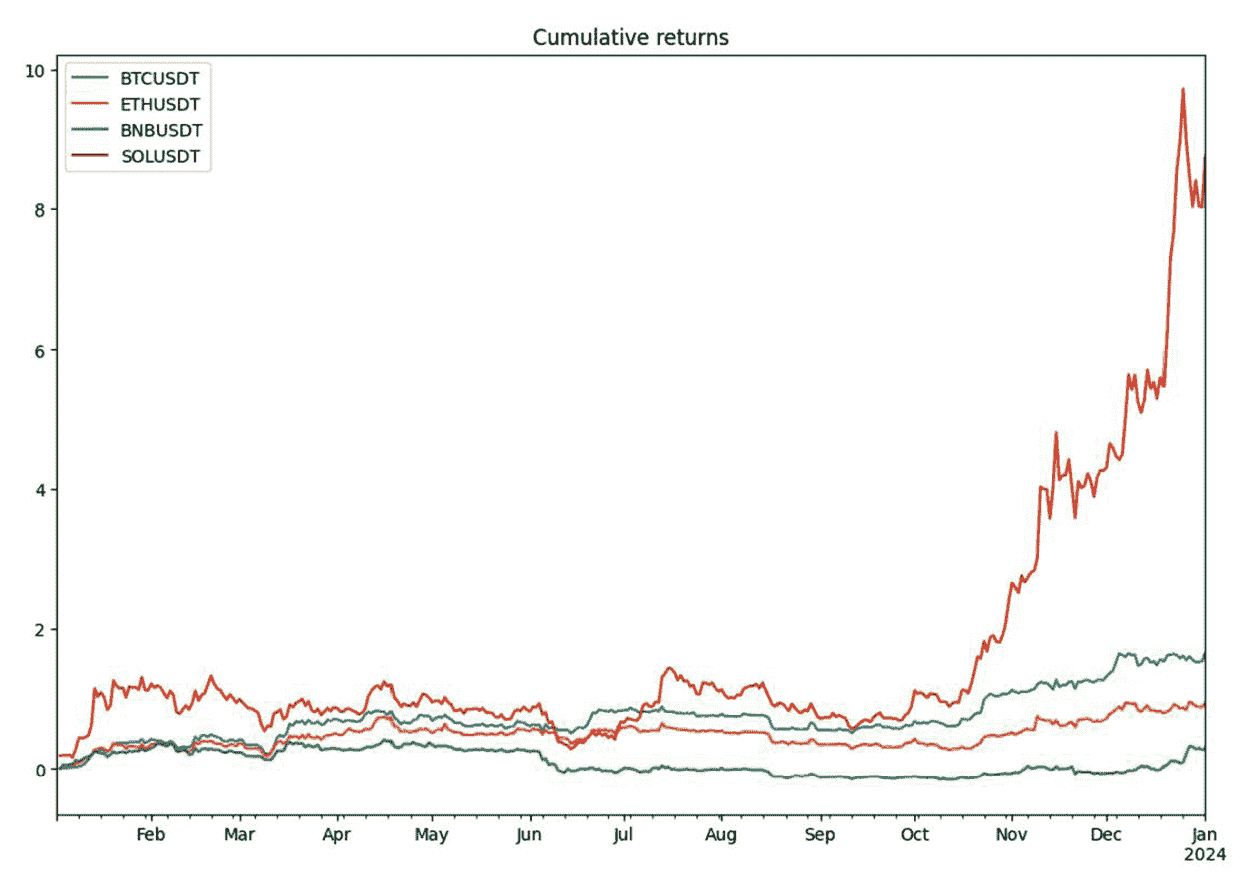 Cumulative returns
10
BTCUSDT
ETHUSDT
BNBUSDT
SOLUSDT
8
6
4
2
0
Feb Mar Apr May Jun Jul Aug Sep Oct Nov Dec Jan
2024